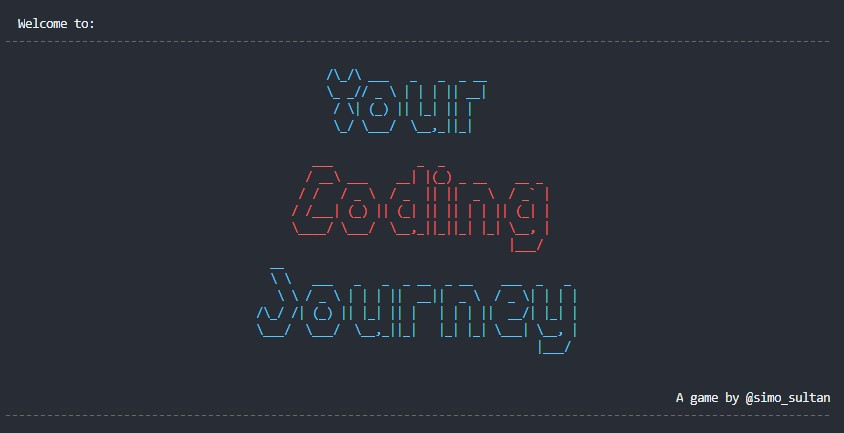 Welcome to:
Your
Coding
Journey
A game by @simo_sultan